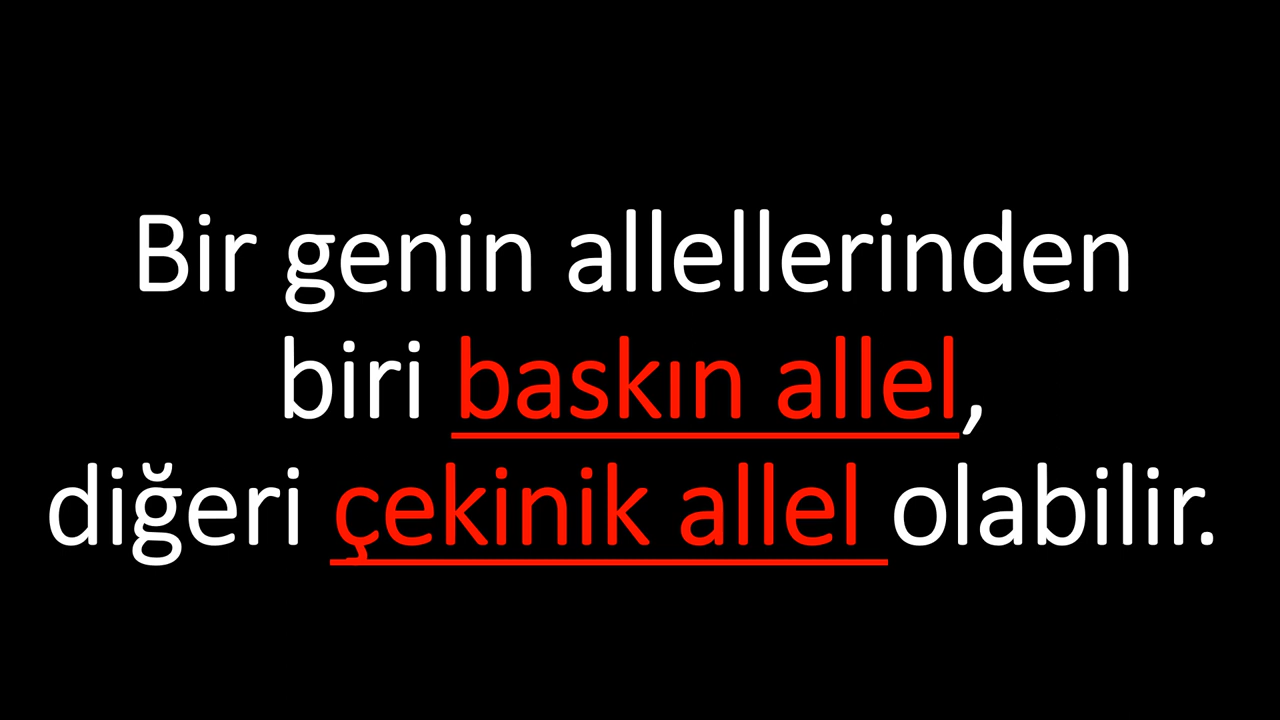 Bir genin allellerinden
biri baskın allel,
diğeri çekinik allel olabilir.